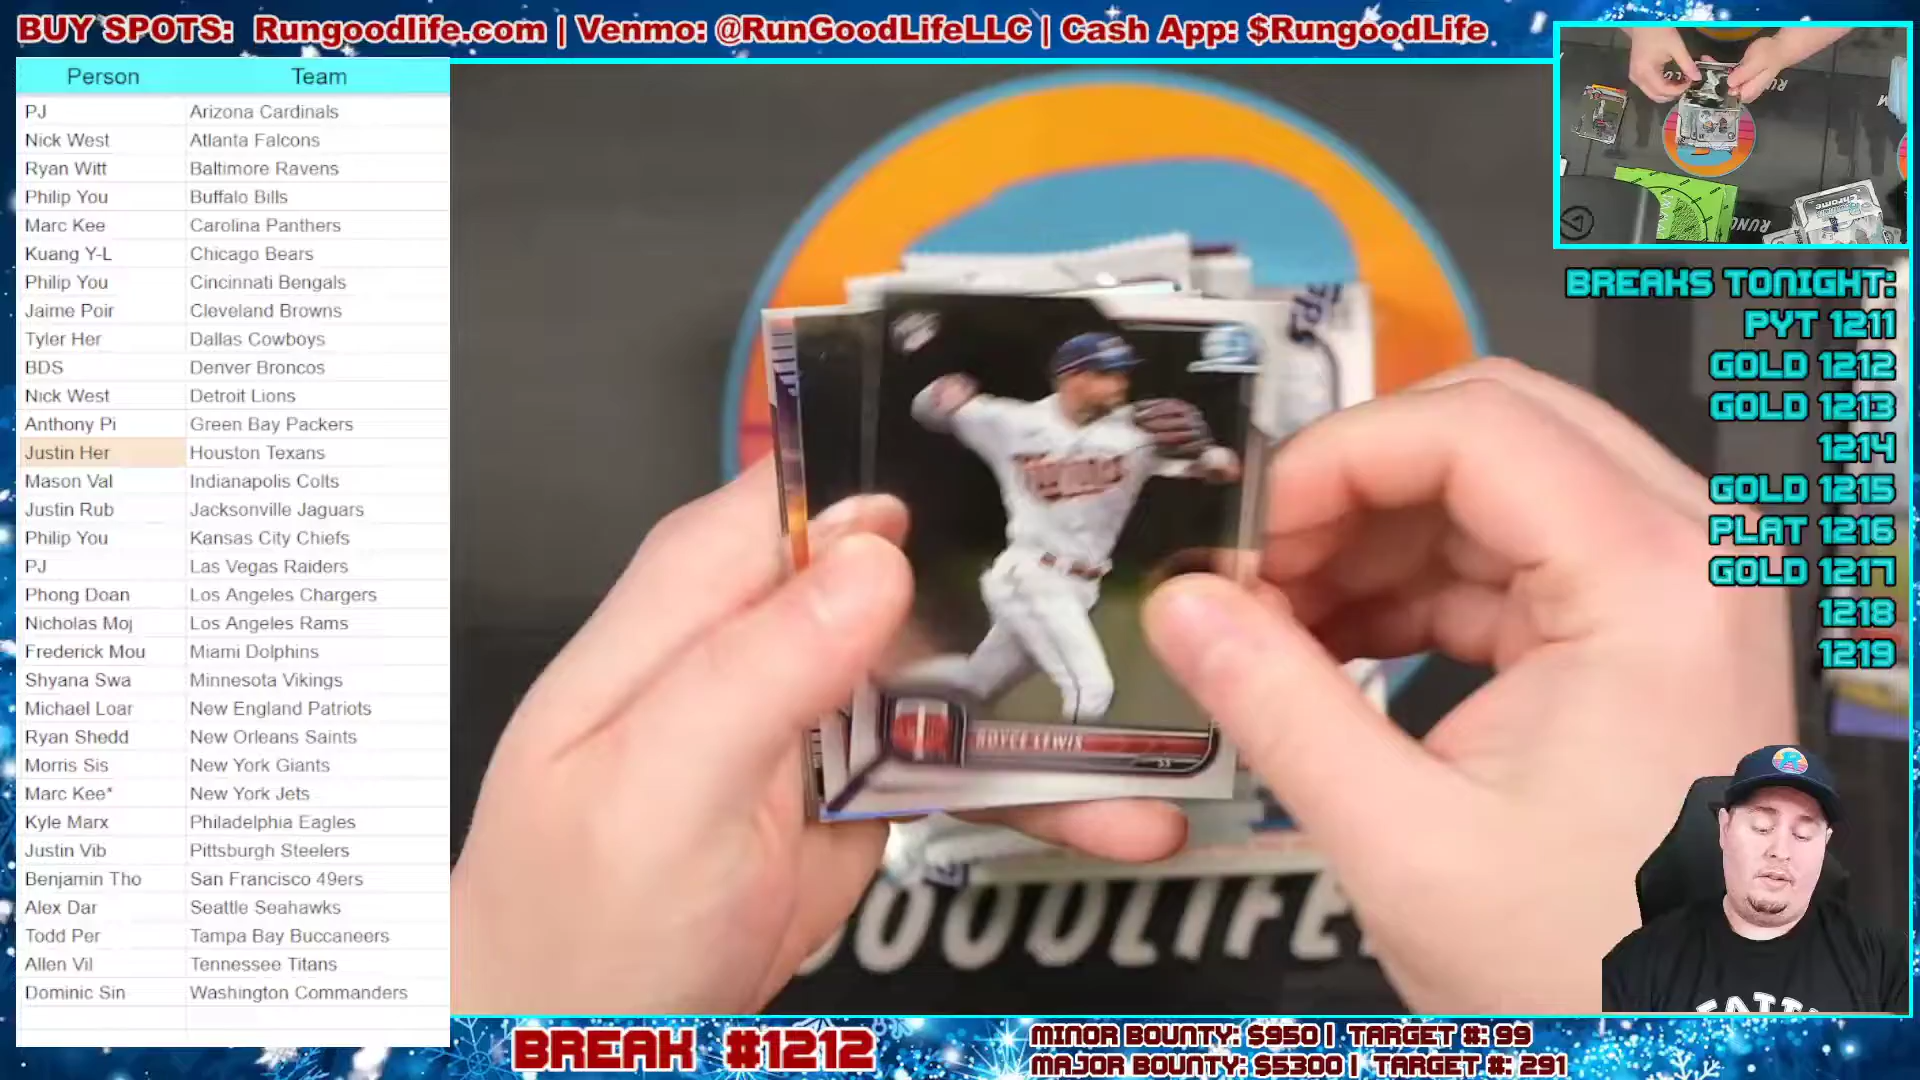 BUY SPOTS: Rungoodlife.com | Venmo: @RunGoodLifeLLC | Cash App: $RungoodLife
Person Team
PJ Arizona Cardinals
Nick West Atlanta Falcons
Ryan Witt Baltimore Ravens
Philip You Buffalo Bills
Marc Kee Carolina Panthers
Kuang Y-L Chicago Bears
Philip You Cincinnati Bengals
Jaime Poir Cleveland Browns
Tyler Her Dallas Cowboys
BDS Denver Broncos
Nick West Detroit Lions
Anthony Pi Green Bay Packers
Justin Her Houston Texans
Mason Val Indianapolis Colts
Justin Rub Jacksonville Jaguars
Philip You Kansas City Chiefs
PJ Las Vegas Raiders
Phong Doan Los Angeles Chargers
Nicholas Moj Los Angeles Rams
Frederick Mou Miami Dolphins
Shyana Swa Minnesota Vikings
Michael Loar New England Patriots
Ryan Shedd New Orleans Saints
Morris Sis New York Giants
Marc Kee* New York Jets
Kyle Marx Philadelphia Eagles
Justin Vib Pittsburgh Steelers
Benjamin Tho San Francisco 49ers
Alex Dar Seattle Seahawks
Todd Per Tampa Bay Buccaneers
Allen Vil Tennessee Titans
Dominic Sin Washington Commanders
Twins
ROYCE LEWIS
SS
OODLIFE
BREAKS TONIGHT:
PYT 1211
GOLD 1212
GOLD 1213
1214
GOLD 1215
PLAT 1216
GOLD 1217
1218
1219
BREAK #1212
MINOR BOUNTY: $950 | TARGET #: 99
MAJOR BOUNTY: $5300 | TARGET #: 291